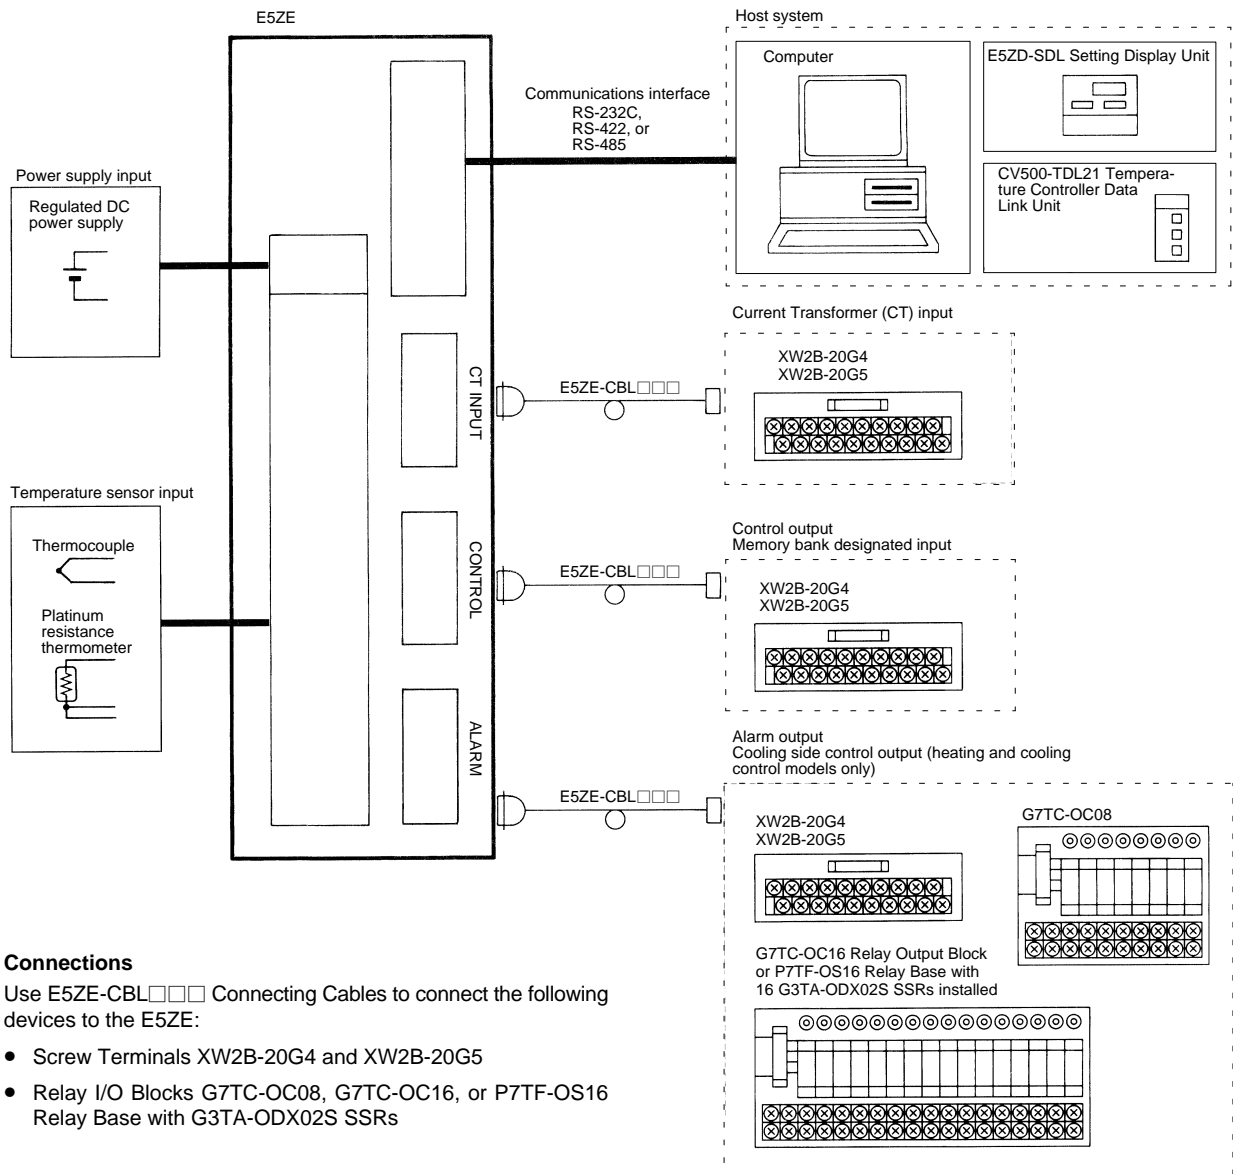 E5ZE
Host system
Computer
E5ZD-SDL Setting Display Unit
Communications interface
RS-232C,
RS-422, or
RS-485
CV500-TDL21 Tempera-
ture Controller Data
Link Unit
Power supply input
Regulated DC
power supply
Current Transformer (CT) input
XW2B-20G4
XW2B-20G5
CT INPUT
E5ZE-CBL□□□
Temperature sensor input
Thermocouple
Platinum
resistance
thermometer
Control output
Memory bank designated input
CONTROL
E5ZE-CBL□□□
XW2B-20G4
XW2B-20G5
Alarm output
Cooling side control output (heating and cooling
control models only)
ALARM
E5ZE-CBL□□□
XW2B-20G4
XW2B-20G5
G7TC-OC08
G7TC-OC16 Relay Output Block
or P7TF-OS16 Relay Base with
16 G3TA-ODX02S SSRs installed
Connections
Use E5ZE-CBL□□□ Connecting Cables to connect the following
devices to the E5ZE:
• Screw Terminals XW2B-20G4 and XW2B-20G5
• Relay I/O Blocks G7TC-OC08, G7TC-OC16, or P7TF-OS16
Relay Base with G3TA-ODX02S SSRs